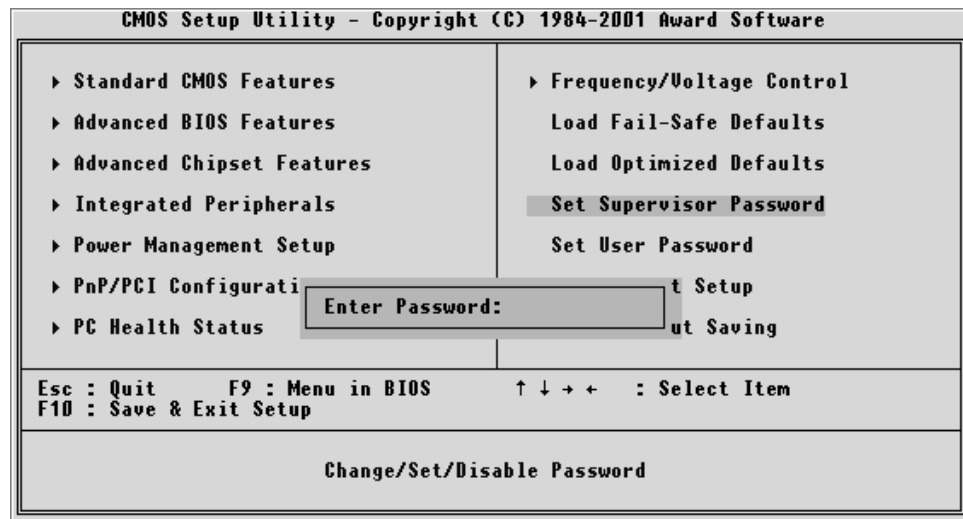 CMOS Setup Utility - Copyright (C) 1984-2001 Award Software
▸ Standard CMOS Features
▸ Advanced BIOS Features
▸ Advanced Chipset Features
▸ Integrated Peripherals
▸ Power Management Setup
▸ PnP/PCI Configurati
▸ PC Health Status
▸ Frequency/Voltage Control
Load Fail-Safe Defaults
Load Optimized Defaults
Set Supervisor Password
Set User Password
t Setup
ut Saving
Enter Password:
Esc : Quit F9 : Menu in BIOS ↑ ↓ → ← : Select Item
F10 : Save & Exit Setup
Change/Set/Disable Password